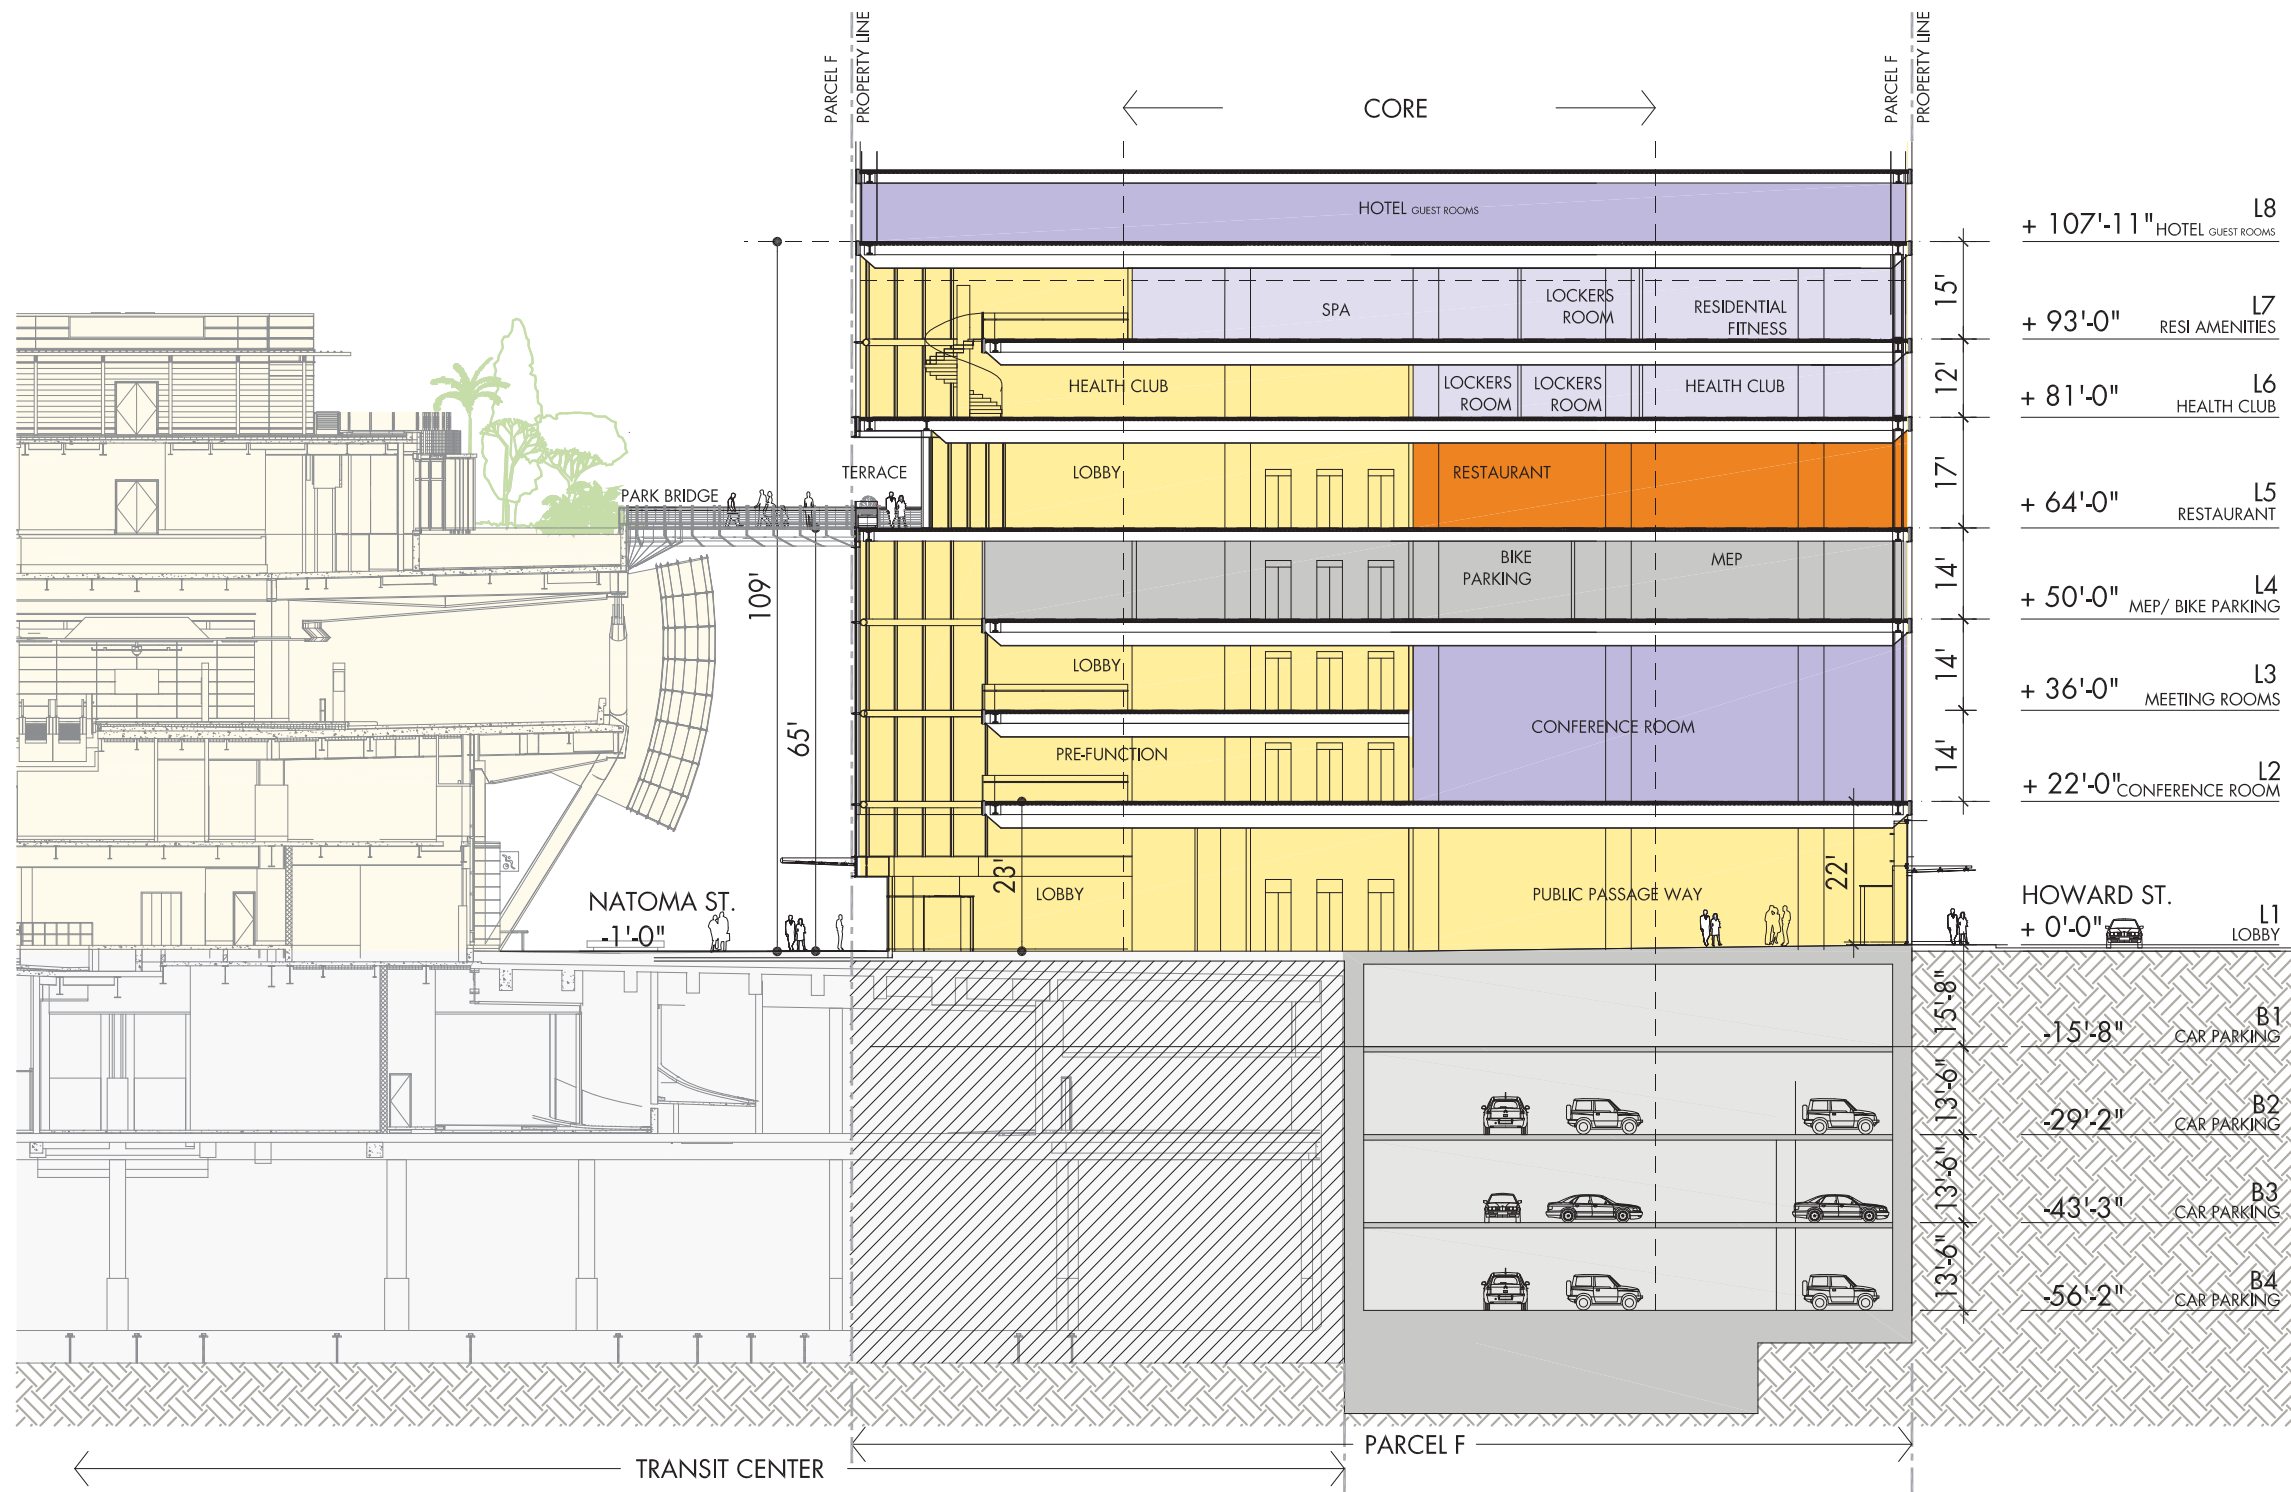 PARCEL F
PROPERTY LINE
PARCEL F
PROPERTY LINE
CORE
HOTEL GUEST ROOMS
L8
+ 107'-11" HOTEL GUEST ROOMS
15'
SPA
LOCKERS
ROOM
RESIDENTIAL
FITNESS
L7
+ 93'-0"
RESI AMENITIES
12'
HEALTH CLUB
LOCKERS
ROOM
LOCKERS
ROOM
HEALTH CLUB
L6
+ 81'-0"
HEALTH CLUB
17'
PARK BRIDGE
TERRACE
LOBBY
RESTAURANT
L5
+ 64'-0"
RESTAURANT
109'
65'
BIKE
PARKING
MEP
14'
L4
+ 50'-0"
MEP/ BIKE PARKING
LOBBY
14'
L3
+ 36'-0"
MEETING ROOMS
PRE-FUNCTION
CONFERENCE ROOM
14'
L2
+ 22'-0" CONFERENCE ROOM
23'
22'
NATOMA ST.
-1'-0"
LOBBY
PUBLIC PASSAGE WAY
HOWARD ST.
+ 0'-0"
L1
LOBBY
15'-8"
B1
-15'-8"
CAR PARKING
13'-6"
B2
-29'-2"
CAR PARKING
13'-6"
B3
-43'-3"
CAR PARKING
13'-6"
B4
-56'-2"
CAR PARKING
PARCEL F
TRANSIT CENTER